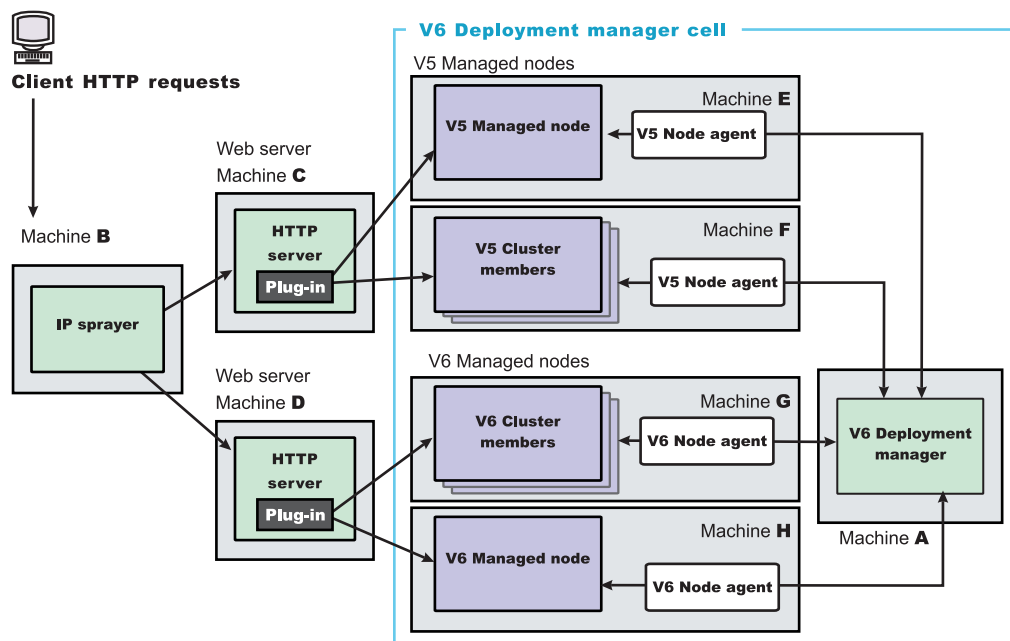 V6 Deployment manager cell
Client HTTP requests
V5 Managed nodes
Machine E
V5 Managed node
V5 Node agent
Web server
Machine C
HTTP
server
Plug-in
Machine F
V5 Cluster
members
V5 Node agent
Machine B
IP sprayer
V6 Managed nodes
Web server
Machine D
HTTP
server
Plug-in
Machine G
V6 Cluster
members
V6 Node agent
V6 Deployment
manager
Machine A
Machine H
V6 Managed node
V6 Node agent